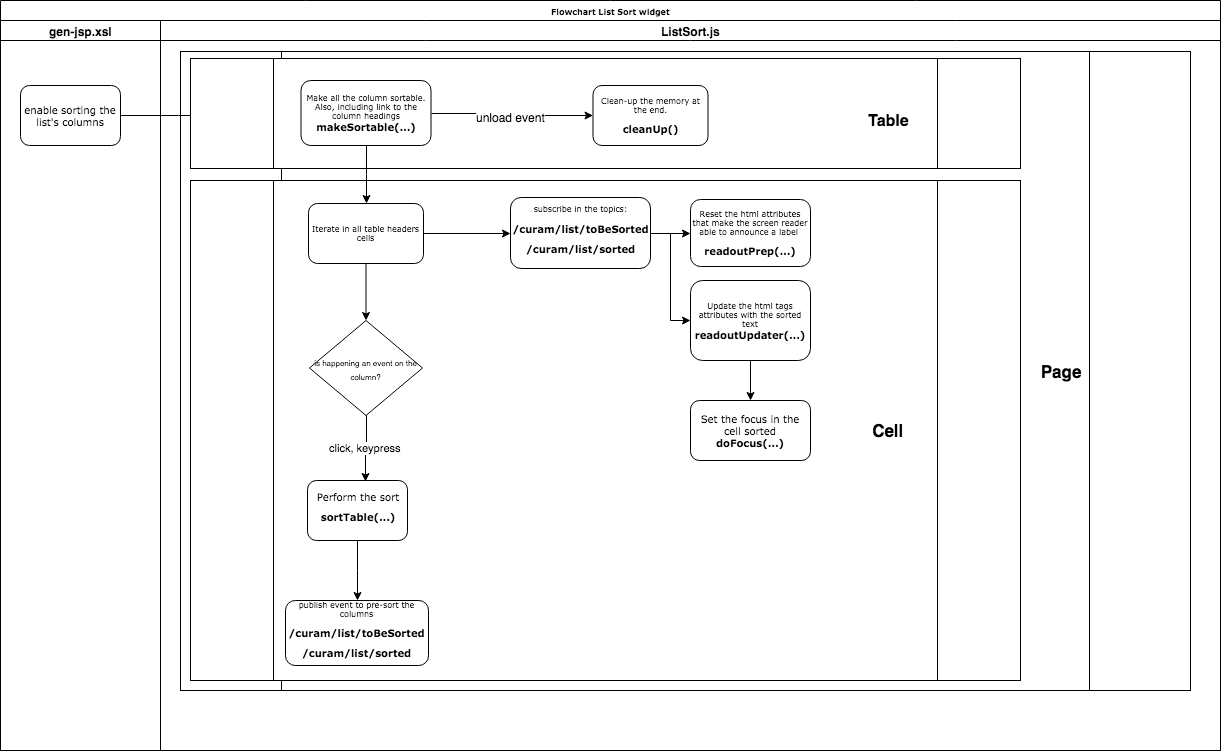 Flowchart List Sort widget
gen-jsp.xsl
ListSort.js
enable sorting the
list's columns
Make all the column sortable.
Also, including link to the
column headings
makeSortable(...)
unload event
Clean-up the memory at
the end.
cleanUp()
Table
Iterate in all table headers
cells
subscribe in the topics:
/curam/list/toBeSorted
/curam/list/sorted
Reset the html attributes
that make the screen reader
able to announce a label
readoutPrep(...)
Update the html tags
attributes with the sorted
text
readoutUpdater(...)
is happening an event on the
column?
Page
Set the focus in the
cell sorted
doFocus(...)
Cell
click, keypress
Perform the sort
sortTable(...)
publish event to pre-sort the
columns
/curam/list/toBeSorted
/curam/list/sorted